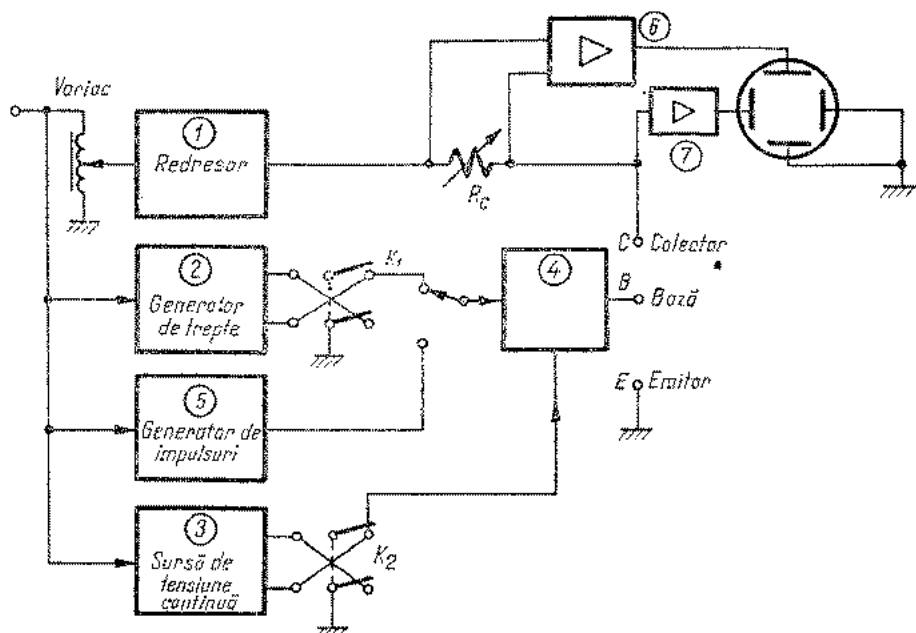 Variac
1
Redresor
6
7
Rc
C Colector
2
Generator
de trepte
K1
4
B
Bază
E Emitor
5
Generator de
impulsuri
3
Sursă de
tensiune
continuă
K2